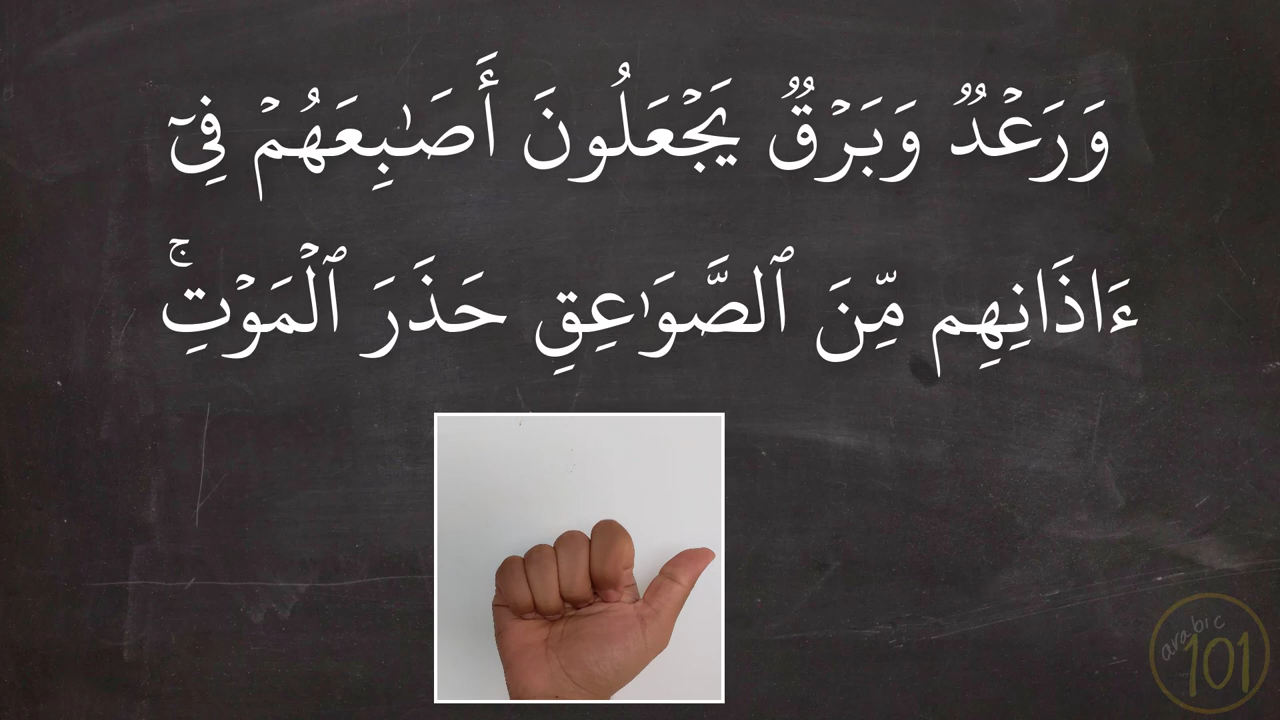 وَرَعْدٌ وَبَرْقٌ يَجْعَلُونَ أَصَـٰبِعَهُمْ فِىٓ
ءَاذَانِهِم مِّنَ ٱلصَّوَٰعِقِ حَذَرَ ٱلْمَوْتِ ۚ
arabic
101